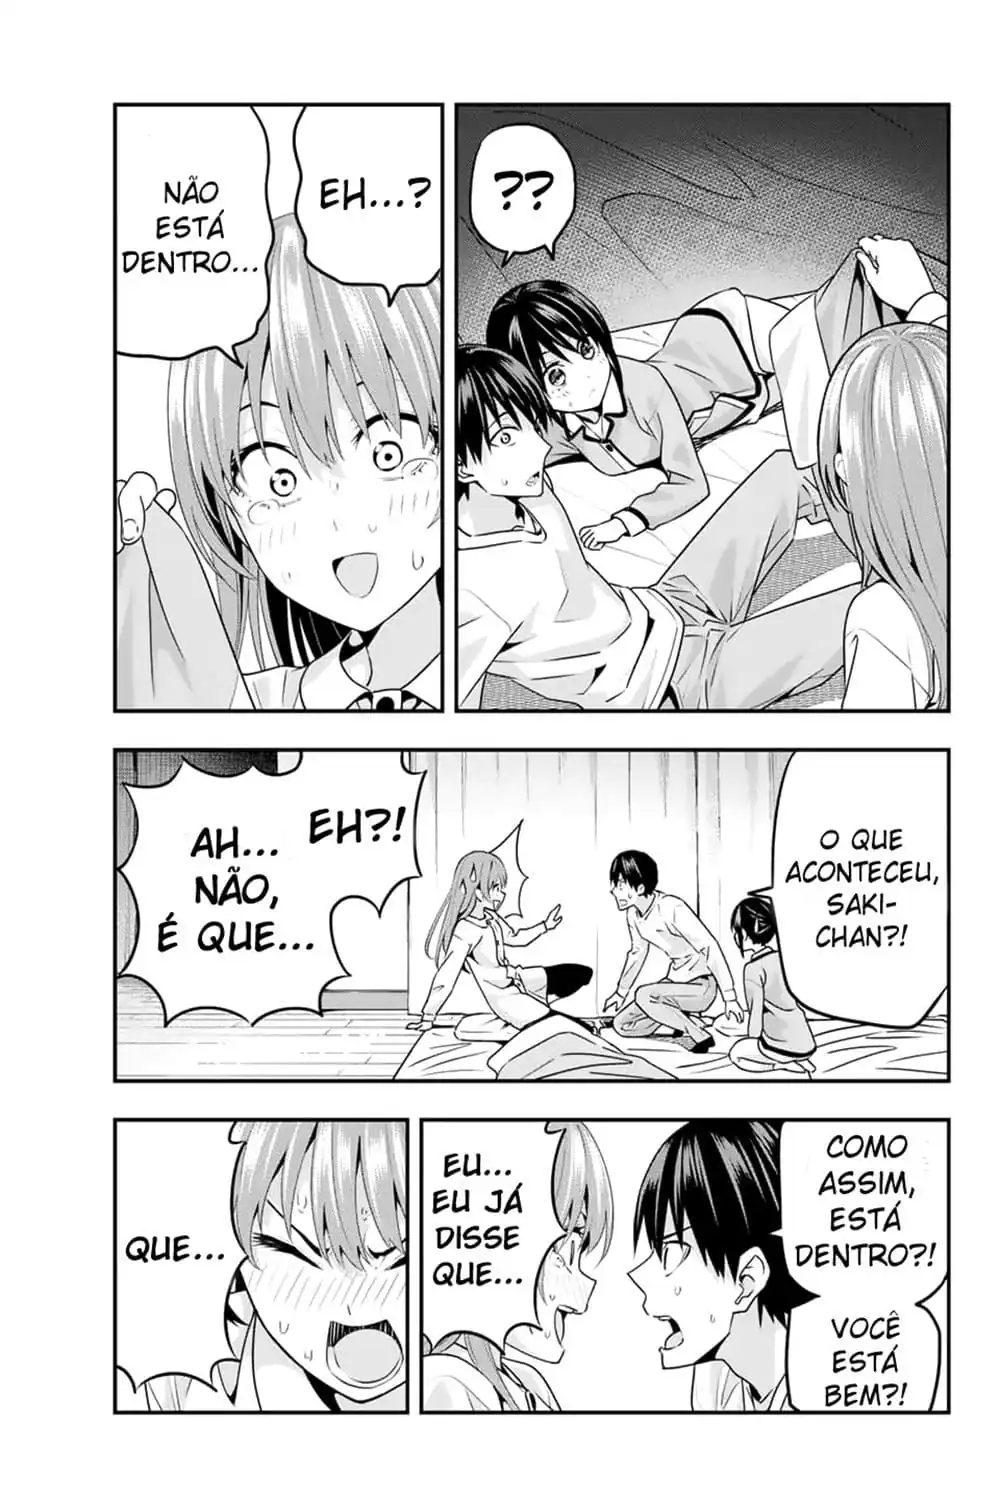 ??
EH...?
NÃO
ESTÁ
DENTRO...
O QUE
ACONTECEU,
SAKI-
CHAN?!
EH?!
AH...
NÃO,
É QUE...
COMO
ASSIM,
ESTÁ
DENTRO?!
VOCÊ
ESTÁ
BEM?!
EU...
EU JÁ
DISSE
QUE...
QUE...